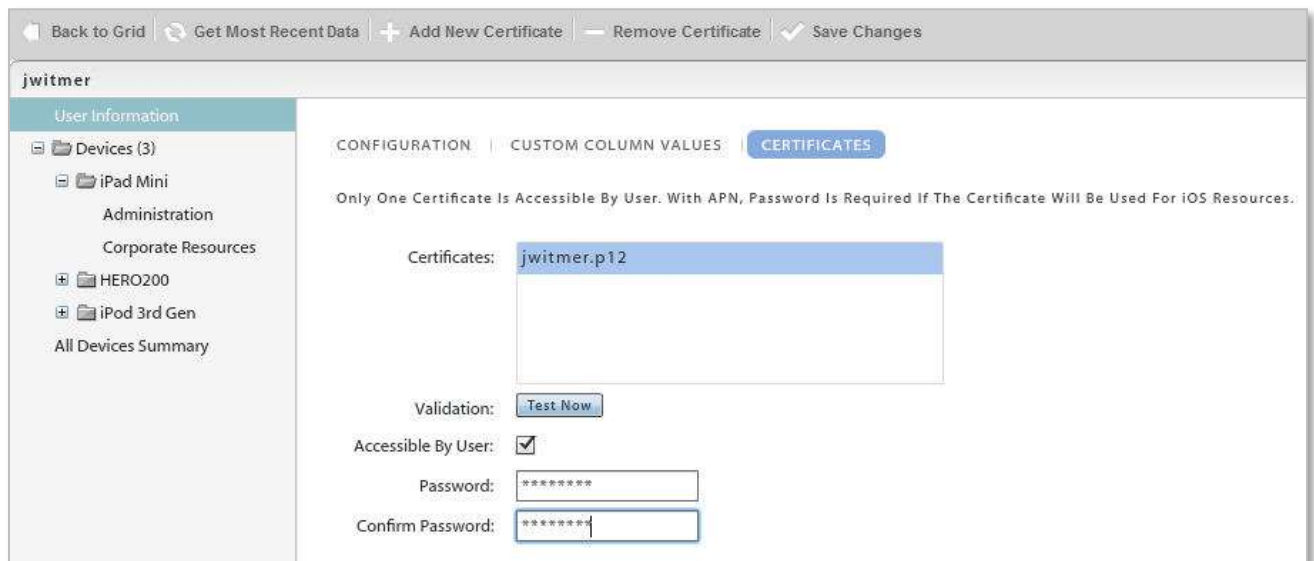 Back to Grid Get Most Recent Data Add New Certificate Remove Certificate Save Changes
jwitmer
User Information
Devices (3)
iPad Mini
Administration
Corporate Resources
HERO200
iPod 3rd Gen
All Devices Summary
CONFIGURATION | CUSTOM COLUMN VALUES | CERTIFICATES
Only One Certificate Is Accessible By User. With APN, Password Is Required If The Certificate Will Be Used For iOS Resources.
Certificates: jwitmer.p12
Validation: Test Now
Accessible By User:
Password: ********
Confirm Password: ********